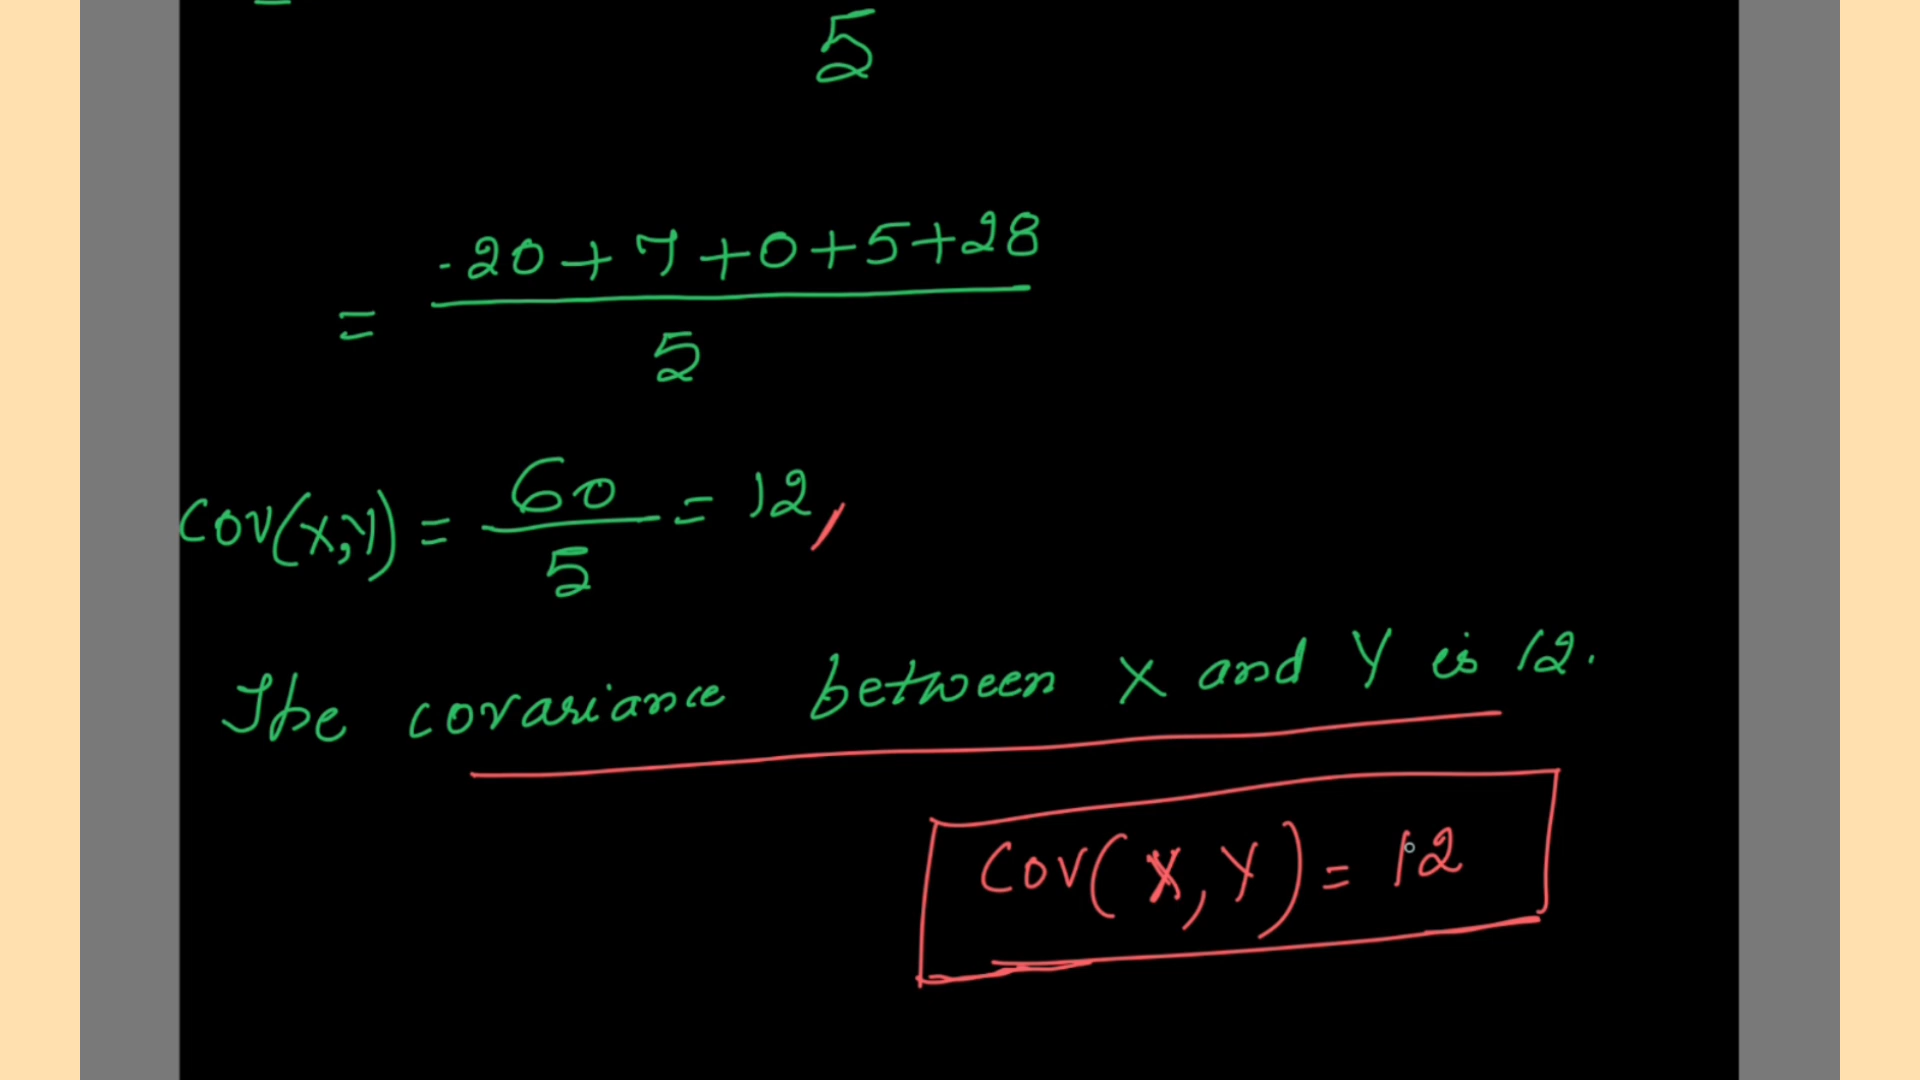 =
5
-20+7+0+5+28
=
5
Cov(X,Y) = 60/5 = 12,
The covariance between X and Y is 12.
Cov(X,Y) = 12